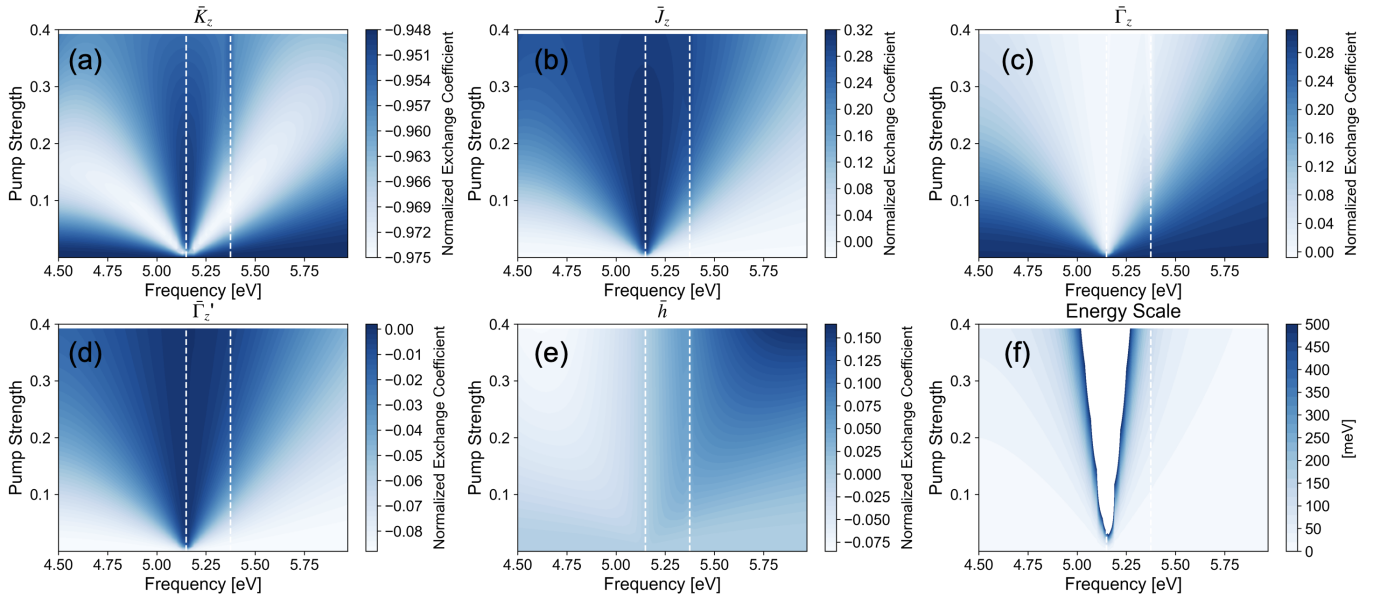 K̄z
(a)
0.4
0.3
0.2
0.1
Pump Strength
4.50 4.75 5.00 5.25 5.50 5.75
Frequency [eV]
−0.948
−0.951
−0.954
−0.957
−0.960
−0.963
−0.966
−0.969
−0.972
−0.975
Normalized Exchange Coefficient
J̄z
(b)
0.4
0.3
0.2
0.1
Pump Strength
4.50 4.75 5.00 5.25 5.50 5.75
Frequency [eV]
0.32
0.28
0.24
0.20
0.16
0.12
0.08
0.04
0.00
Normalized Exchange Coefficient
Γ̄z
(c)
0.4
0.3
0.2
0.1
Pump Strength
4.50 4.75 5.00 5.25 5.50 5.75
Frequency [eV]
0.28
0.24
0.20
0.16
0.12
0.08
0.04
0.00
Normalized Exchange Coefficient
Γ̄z'
(d)
0.4
0.3
0.2
0.1
Pump Strength
4.50 4.75 5.00 5.25 5.50 5.75
Frequency [eV]
0.00
−0.01
−0.02
−0.03
−0.04
−0.05
−0.06
−0.07
−0.08
Normalized Exchange Coefficient
h̄
(e)
0.4
0.3
0.2
0.1
Pump Strength
4.50 4.75 5.00 5.25 5.50 5.75
Frequency [eV]
0.150
0.125
0.100
0.075
0.050
0.025
0.000
−0.025
−0.050
−0.075
Normalized Exchange Coefficient
Energy Scale
(f)
0.4
0.3
0.2
0.1
Pump Strength
4.50 4.75 5.00 5.25 5.50 5.75
Frequency [eV]
500
450
400
350
300
250
200
150
100
50
0
[meV]